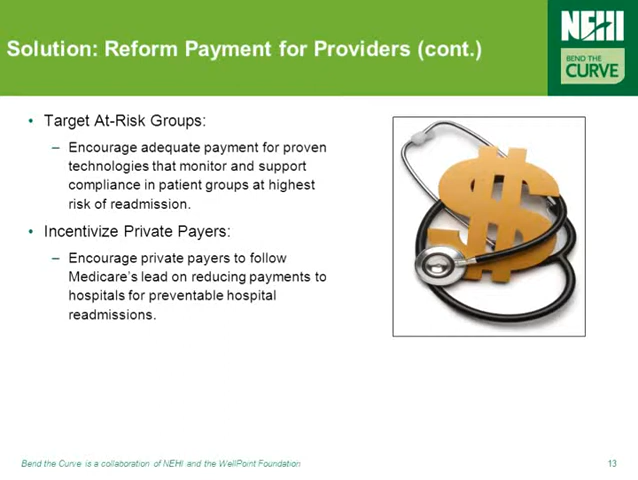 Solution: Reform Payment for Providers (cont.)
NEHI
BEND THE
CURVE
• Target At-Risk Groups:
– Encourage adequate payment for proven
technologies that monitor and support
compliance in patient groups at highest
risk of readmission.
• Incentivize Private Payers:
– Encourage private payers to follow
Medicare's lead on reducing payments to
hospitals for preventable hospital
readmissions.
Bend the Curve is a collaboration of NEHI and the WellPoint Foundation
13